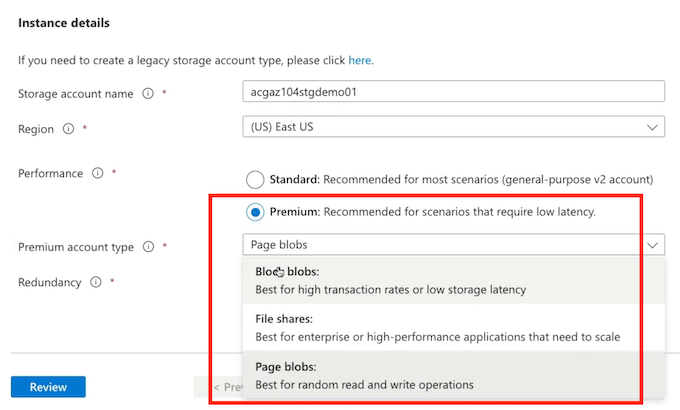 Instance details
If you need to create a legacy storage account type, please click here.
Storage account name *
acgaz104stgdemo01
Region *
(US) East US
Performance *
Standard: Recommended for most scenarios (general-purpose v2 account)
Premium: Recommended for scenarios that require low latency.
Premium account type *
Page blobs
Redundancy *
Block blobs:
Best for high transaction rates or low storage latency
File shares:
Best for enterprise or high-performance applications that need to scale
Page blobs:
Best for random read and write operations
Review
< Prev